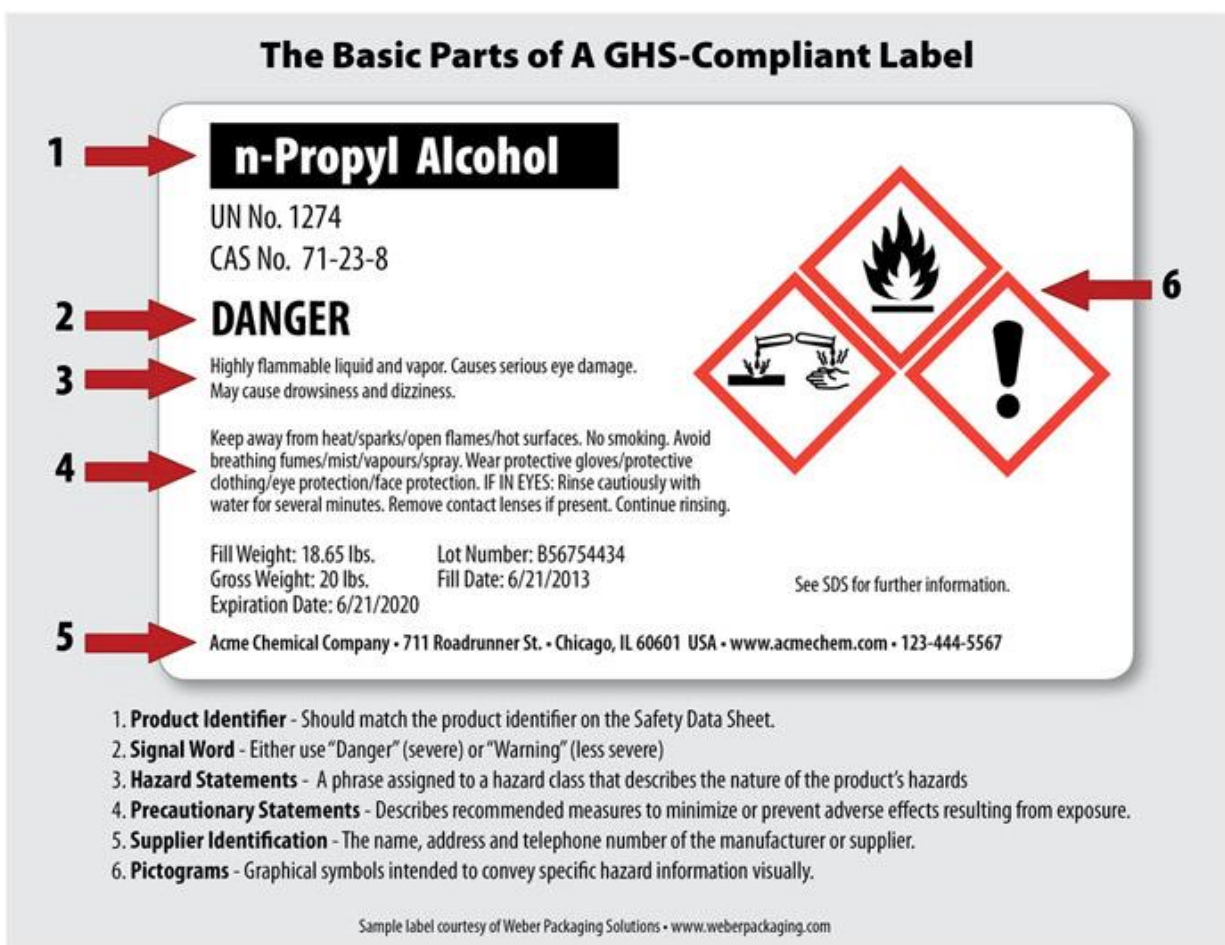 The Basic Parts of A GHS-Compliant Label
1
n-Propyl Alcohol
UN No. 1274
CAS No. 71-23-8
6
2
DANGER
3
Highly flammable liquid and vapor. Causes serious eye damage.
May cause drowsiness and dizziness.
4
Keep away from heat/sparks/open flames/hot surfaces. No smoking. Avoid
breathing fumes/mist/vapours/spray. Wear protective gloves/protective
clothing/eye protection/face protection. IF IN EYES: Rinse cautiously with
water for several minutes. Remove contact lenses if present. Continue rinsing.
Fill Weight: 18.65 lbs. Lot Number: B56754434
Gross Weight: 20 lbs. Fill Date: 6/21/2013
See SDS for further information.
Expiration Date: 6/21/2020
5
Acme Chemical Company • 711 Roadrunner St. • Chicago, IL 60601 USA • www.acmechem.com • 123-444-5567
1. Product Identifier - Should match the product identifier on the Safety Data Sheet.
2. Signal Word - Either use "Danger" (severe) or "Warning" (less severe)
3. Hazard Statements - A phrase assigned to a hazard class that describes the nature of the product's hazards
4. Precautionary Statements - Describes recommended measures to minimize or prevent adverse effects resulting from exposure.
5. Supplier Identification - The name, address and telephone number of the manufacturer or supplier.
6. Pictograms - Graphical symbols intended to convey specific hazard information visually.
Sample label courtesy of Weber Packaging Solutions • www.weberpackaging.com